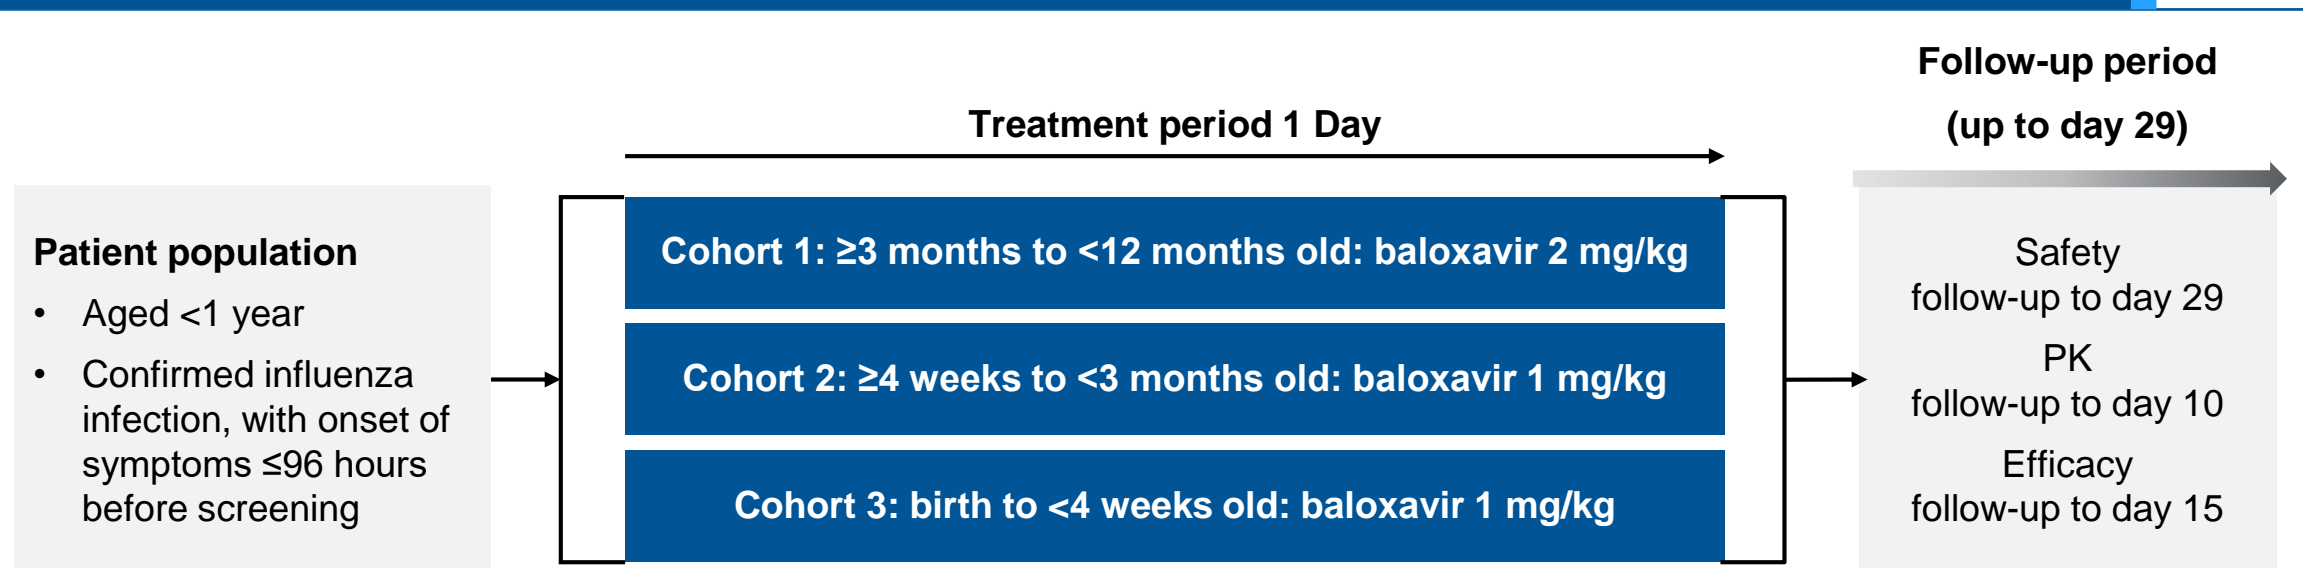 Follow-up period
(up to day 29)
Treatment period 1 Day
Patient population
• Aged <1 year
• Confirmed influenza
infection, with onset of
symptoms ≤96 hours
before screening
Cohort 1: ≥3 months to <12 months old: baloxavir 2 mg/kg
Cohort 2: ≥4 weeks to <3 months old: baloxavir 1 mg/kg
Cohort 3: birth to <4 weeks old: baloxavir 1 mg/kg
Safety
follow-up to day 29
PK
follow-up to day 10
Efficacy
follow-up to day 15